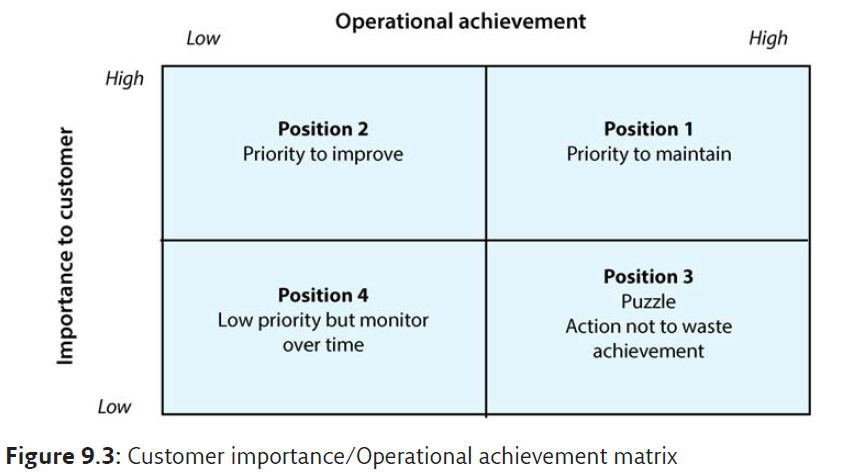 Operational achievement
Low
High
High
Importance to customer
Position 2
Priority to improve
Position 1
Priority to maintain
Position 4
Low priority but monitor
over time
Position 3
Puzzle
Action not to waste
achievement
Low
Figure 9.3: Customer importance/Operational achievement matrix